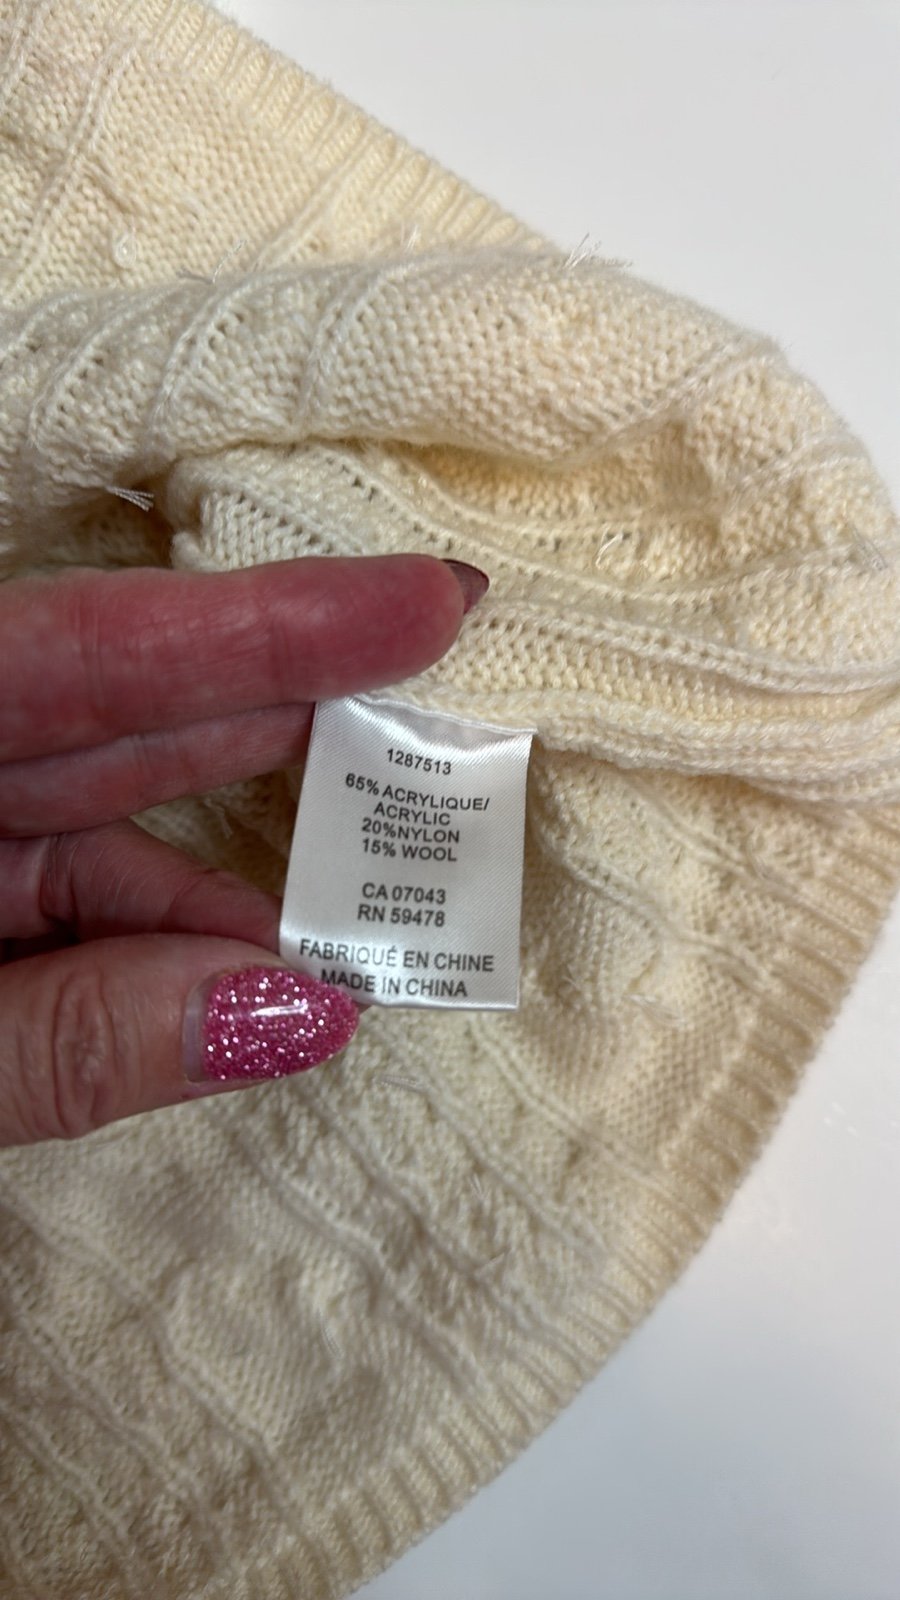 1287513
65% ACRYLIQUE/
ACRYLIC
20%NYLON
15% WOOL
CA 07043
RN 59478
FABRIQUÉ EN CHINE
MADE IN CHINA